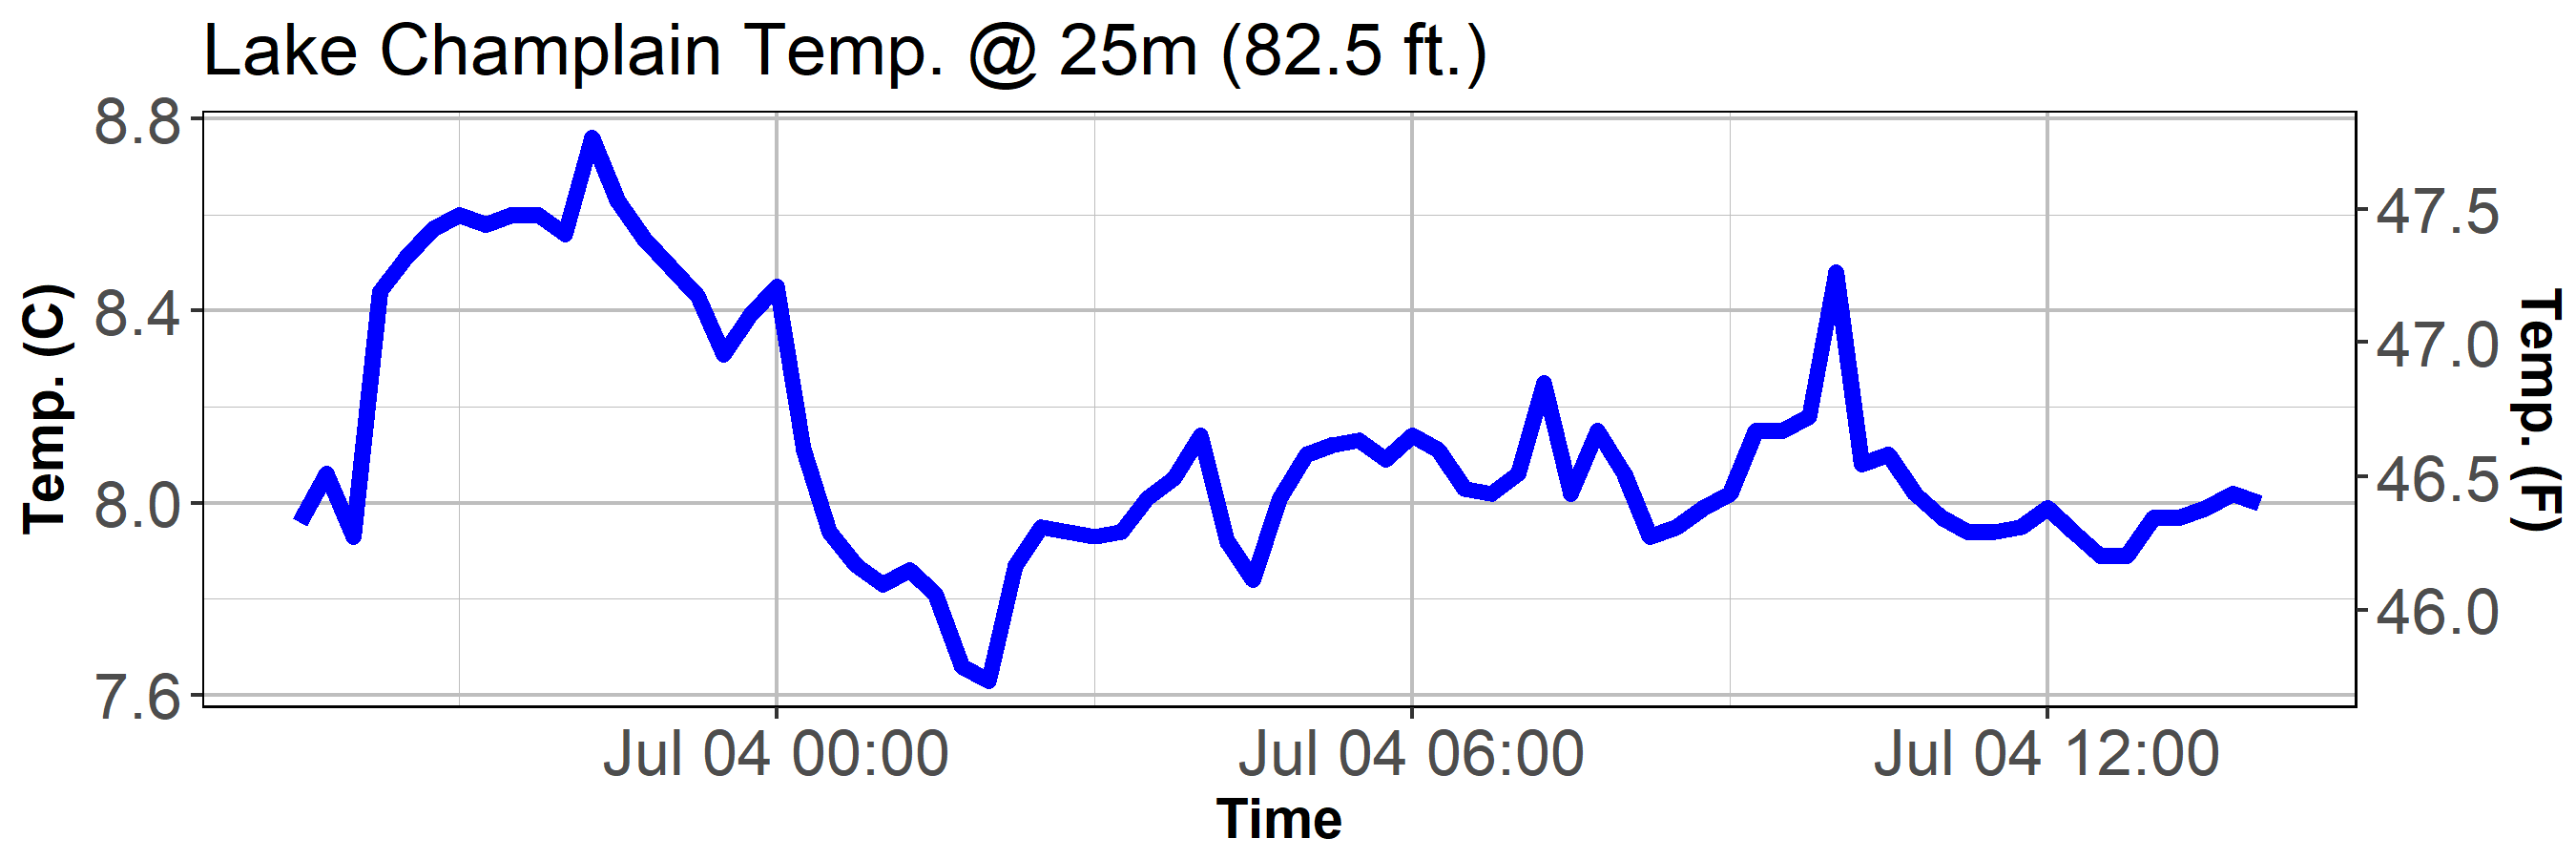 Lake Champlain Temp. @ 25m (82.5 ft.)
8.8
8.4
8.0
7.6
Temp. (C)
47.5
47.0
46.5
46.0
Temp. (F)
Jul 04 00:00
Jul 04 06:00
Jul 04 12:00
Time